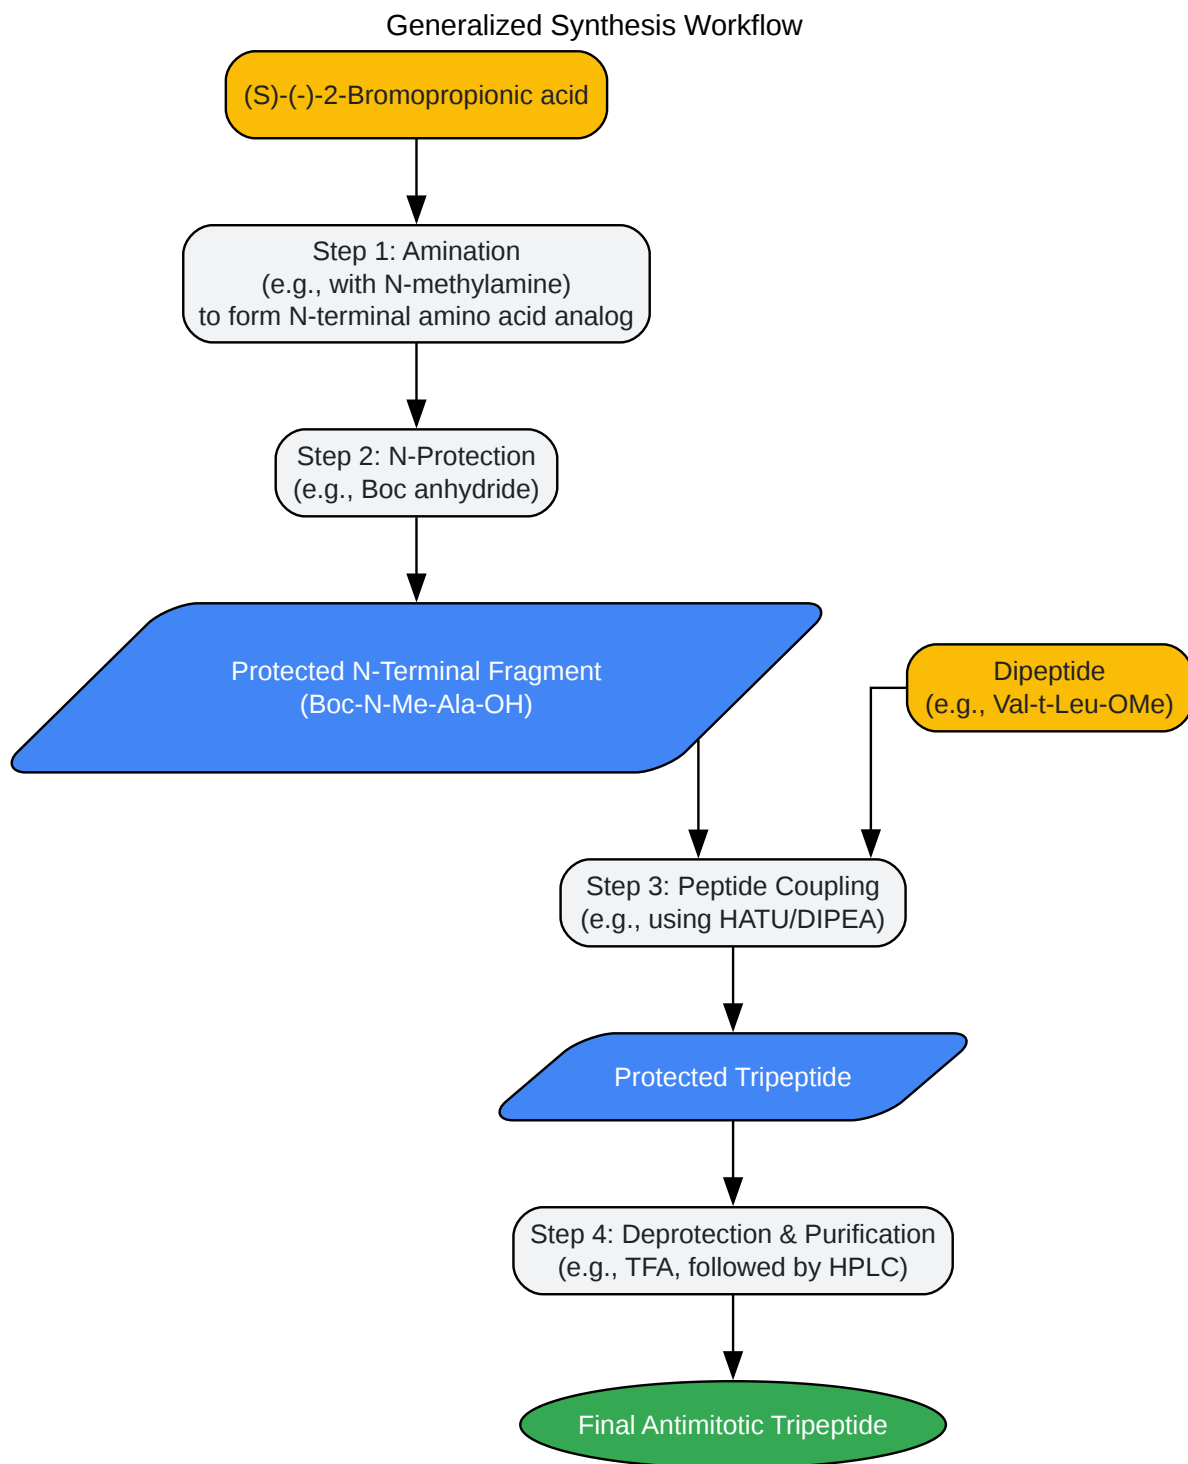 Generalized Synthesis Workflow
(S)-(-)-2-Bromopropionic acid
Step 1: Amination
(e.g., with N-methylamine)
to form N-terminal amino acid analog
Step 2: N-Protection
(e.g., Boc anhydride)
Protected N-Terminal Fragment
(Boc-N-Me-Ala-OH)
Dipeptide
(e.g., Val-t-Leu-OMe)
Step 3: Peptide Coupling
(e.g., using HATU/DIPEA)
Protected Tripeptide
Step 4: Deprotection & Purification
(e.g., TFA, followed by HPLC)
Final Antimitotic Tripeptide